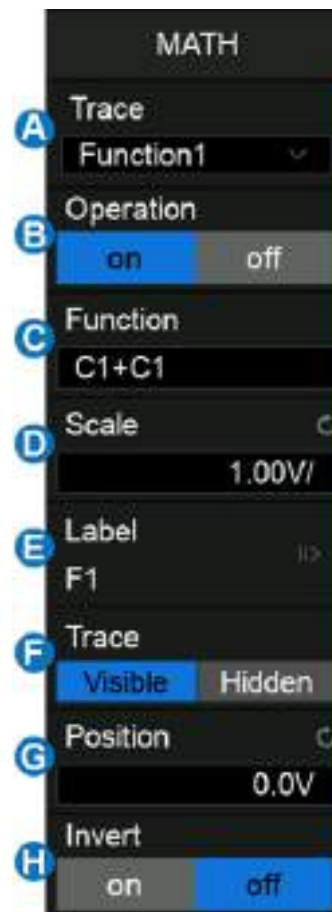 MATH
A Trace
Function1
B Operation
on off
C Function
C1+C1
D Scale
1.00V/
E Label
F1
F Trace
Visible Hidden
G Position
0.0V
H Invert
on off